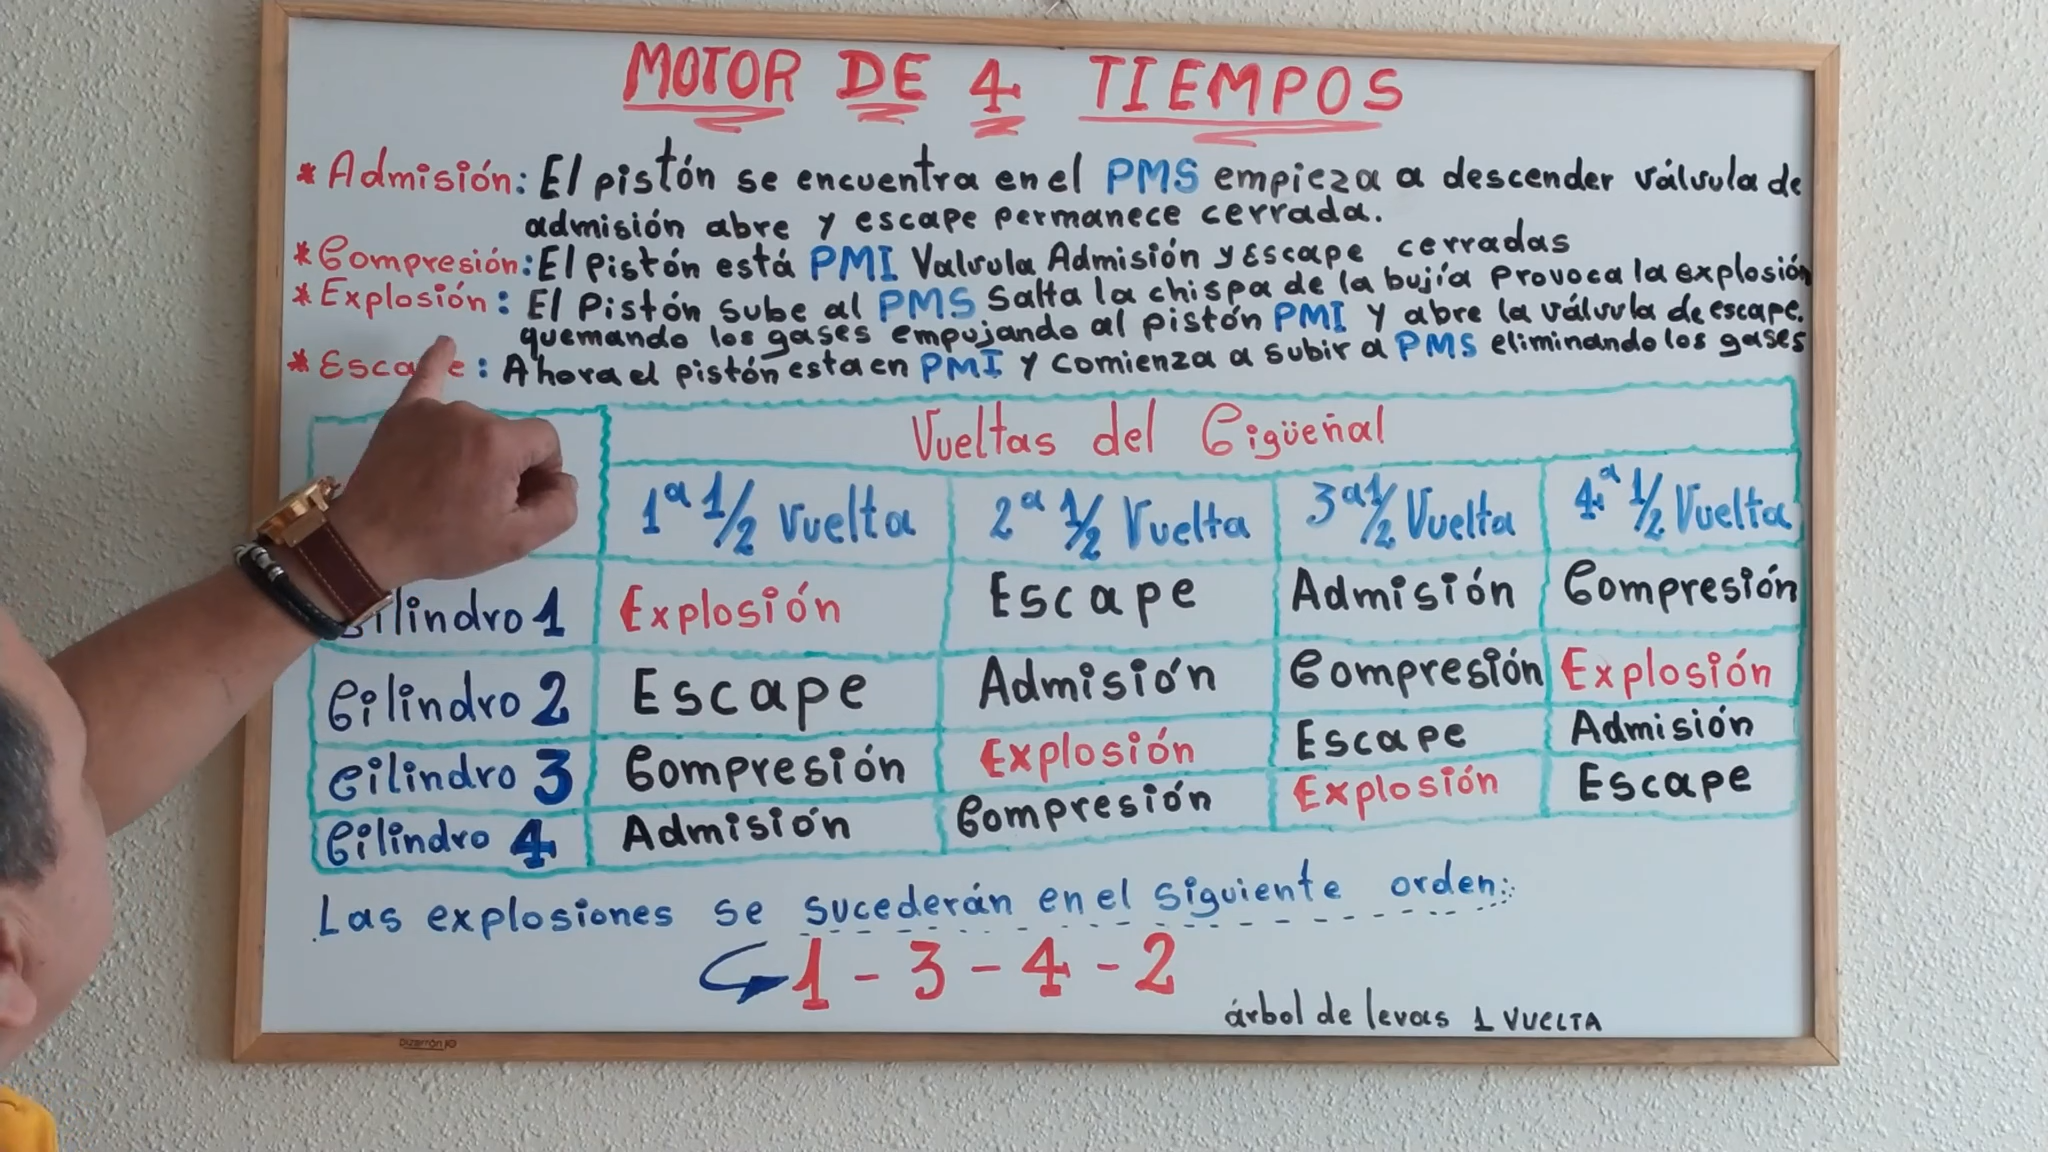 MOTOR DE 4 TIEMPOS
* Admisión: El pistón se encuentra en el PMS empieza a descender válvula de
admisión abre y escape permanece cerrada.
* Compresión: El Pistón está PMI Valvula Admisión y Escape cerradas
* Explosión: El Pistón sube al PMS Salta la chispa de la bujía Provoca la explosión
quemando los gases empujando al pistón PMI y abre la válvula de escape.
* Escape: Ahora el pistón esta en PMI y comienza a subir a PMS eliminando los gases
Vueltas del Cigüeñal
1ª 1/2 Vuelta 2ª 1/2 Vuelta 3ª 1/2 Vuelta 4ª 1/2 Vuelta
Cilindro 1 Explosión Escape Admisión Compresión
Cilindro 2 Escape Admisión Compresión Explosión
Cilindro 3 Compresión Explosión Escape Admisión
Cilindro 4 Admisión Compresión Explosión Escape
Las explosiones se sucederán en el siguiente orden:
1 - 3 - 4 - 2
árbol de levas 1 VUELTA